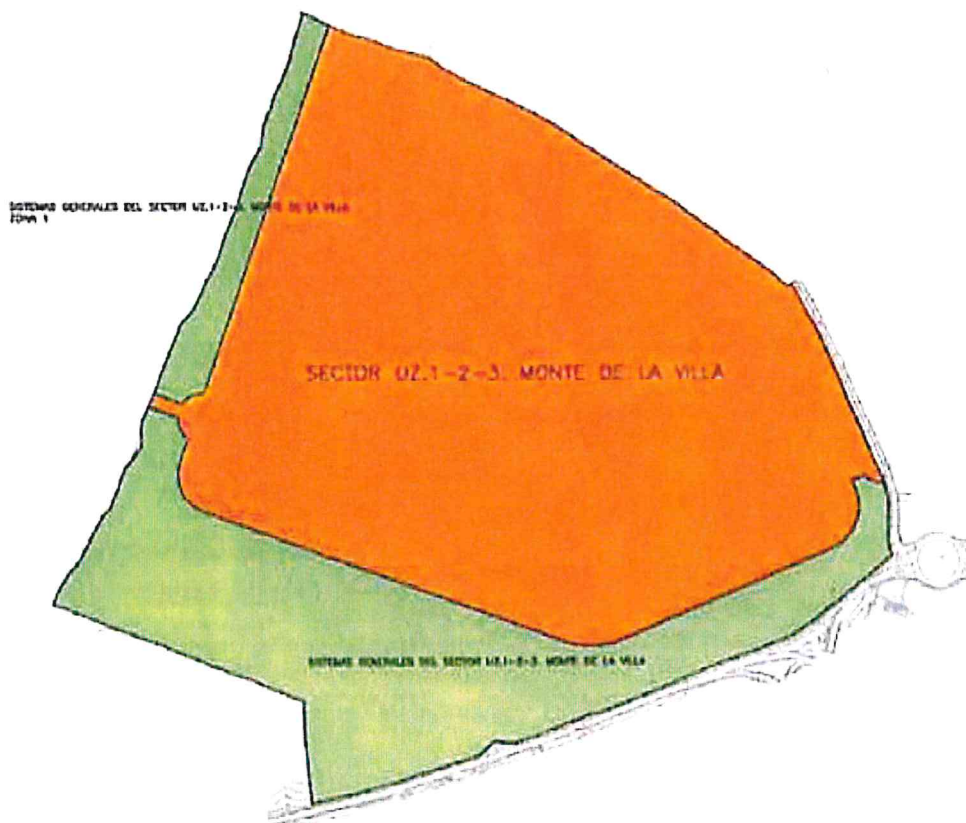 SISTEMAS GENERALES DEL SECTOR UZ.1-2-3. MONTE DE LA VILLA
ZONA 1
SECTOR UZ.1-2-3. MONTE DE LA VILLA
SISTEMAS GENERALES DEL SECTOR UZ.1-2-3. MONTE DE LA VILLA